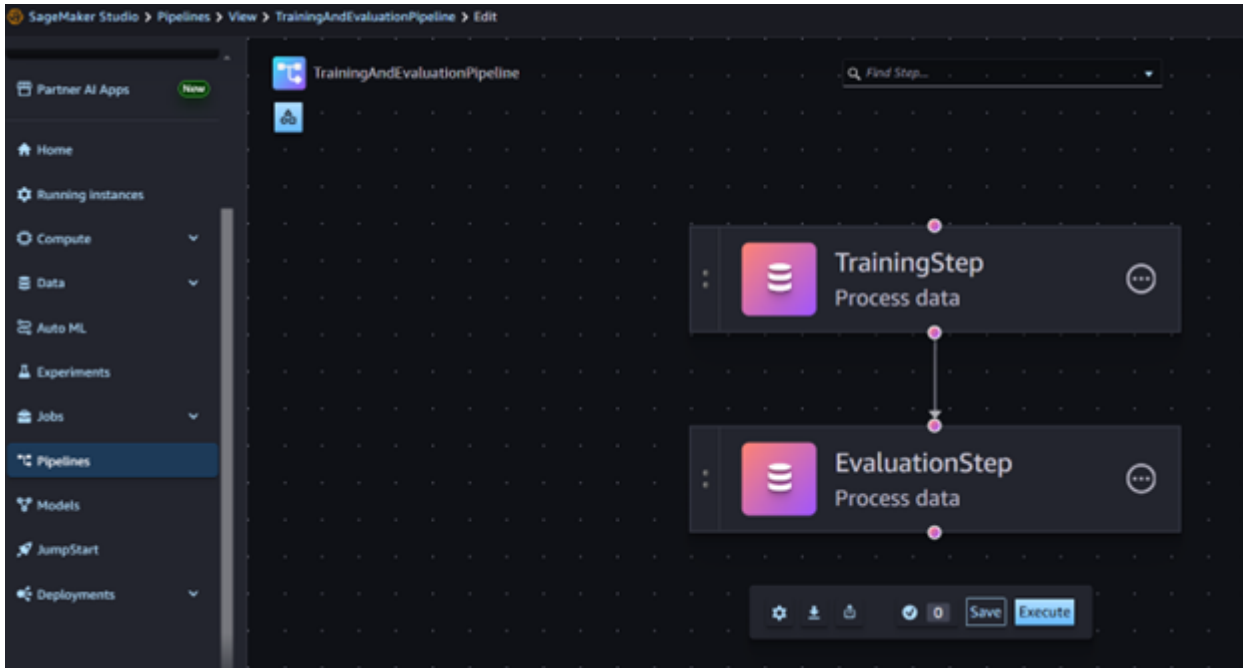 SageMaker Studio > Pipelines > View > TrainingAndEvaluationPipeline > Edit
Partner AI Apps New
Home
Running instances
Compute
Data
Auto ML
Experiments
Jobs
Pipelines
Models
JumpStart
Deployments
TrainingAndEvaluationPipeline
Find Step...
TrainingStep
Process data
EvaluationStep
Process data
0 Save Execute